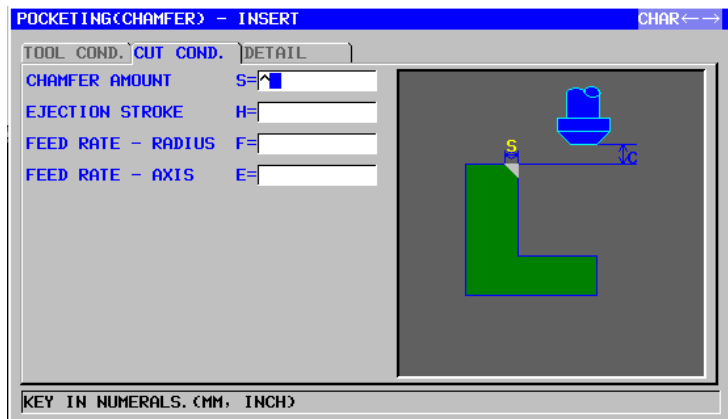 POCKETING(CHAMFER) - INSERT CHAR←→
TOOL COND. CUT COND. DETAIL
CHAMFER AMOUNT S=^
EJECTION STROKE H=
FEED RATE - RADIUS F=
FEED RATE - AXIS E=
S
C
KEY IN NUMERALS.(MM, INCH)